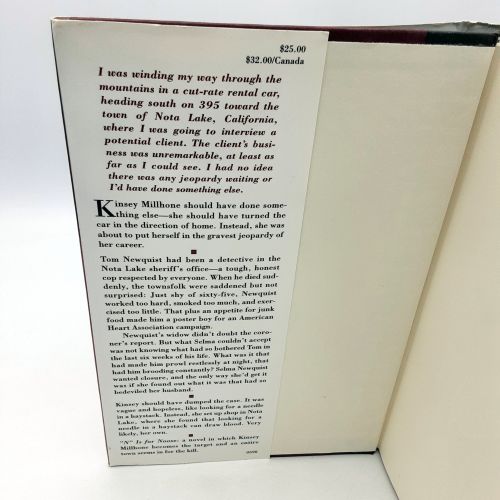 $25.00
$32.00/Canada
I was winding my way through the
mountains in a cut-rate rental car,
heading south on 395 toward the
town of Nota Lake, California,
where I was going to interview a
potential client. The client's busi-
ness was unremarkable, at least as
far as I could see. I had no idea
there was any jeopardy waiting or
I'd have done something else.
Kinsey Millhone should have done some-
thing else—she should have turned the
car in the direction of home. Instead, she was
about to put herself in the gravest jeopardy of
her career.
Tom Newquist had been a detective in the
Nota Lake sheriff's office—a tough, honest
cop respected by everyone. When he died sud-
denly, the townsfolk were saddened but not
surprised: Just shy of sixty-five, Newquist
worked too hard, smoked too much, and exer-
cised too little. That plus an appetite for junk
food made him a poster boy for an American
Heart Association campaign.
Newquist's widow didn't doubt the coro-
ner's report. But what Selma couldn't accept
was not knowing what had so bothered Tom in
the last six weeks of his life. What was it that
had made him prowl restlessly at night, that
had him brooding constantly? Selma Newquist
wanted closure, and the only way she'd get it
was if she found out what it was that had so
bedeviled her husband.
Kinsey should have dumped the case. It was
vague and hopeless, like looking for a needle
in a haystack. Instead, she set up shop in Nota
Lake, where she found that looking for a
needle in a haystack can draw blood. Very
likely, her own.
"N" Is for Noose: a novel in which Kinsey
Millhone becomes the target and an entire
town seems in for the kill.